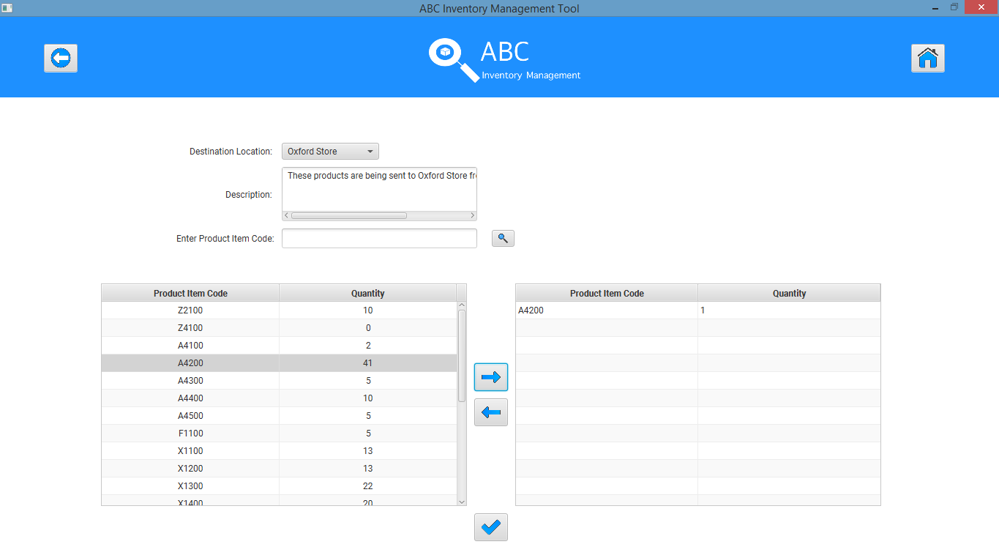 ABC Inventory Management Tool
ABC
Inventory Management
Destination Location: Oxford Store
Description: These products are being sent to Oxford Store
Enter Product Item Code:
Product Item Code Quantity
Z2100 10
Z4100 0
A4100 2
A4200 41
A4300 5
A4400 10
A4500 5
F1100 5
X1100 13
X1200 13
X1300 22
X1400 20
Product Item Code Quantity
A4200 1